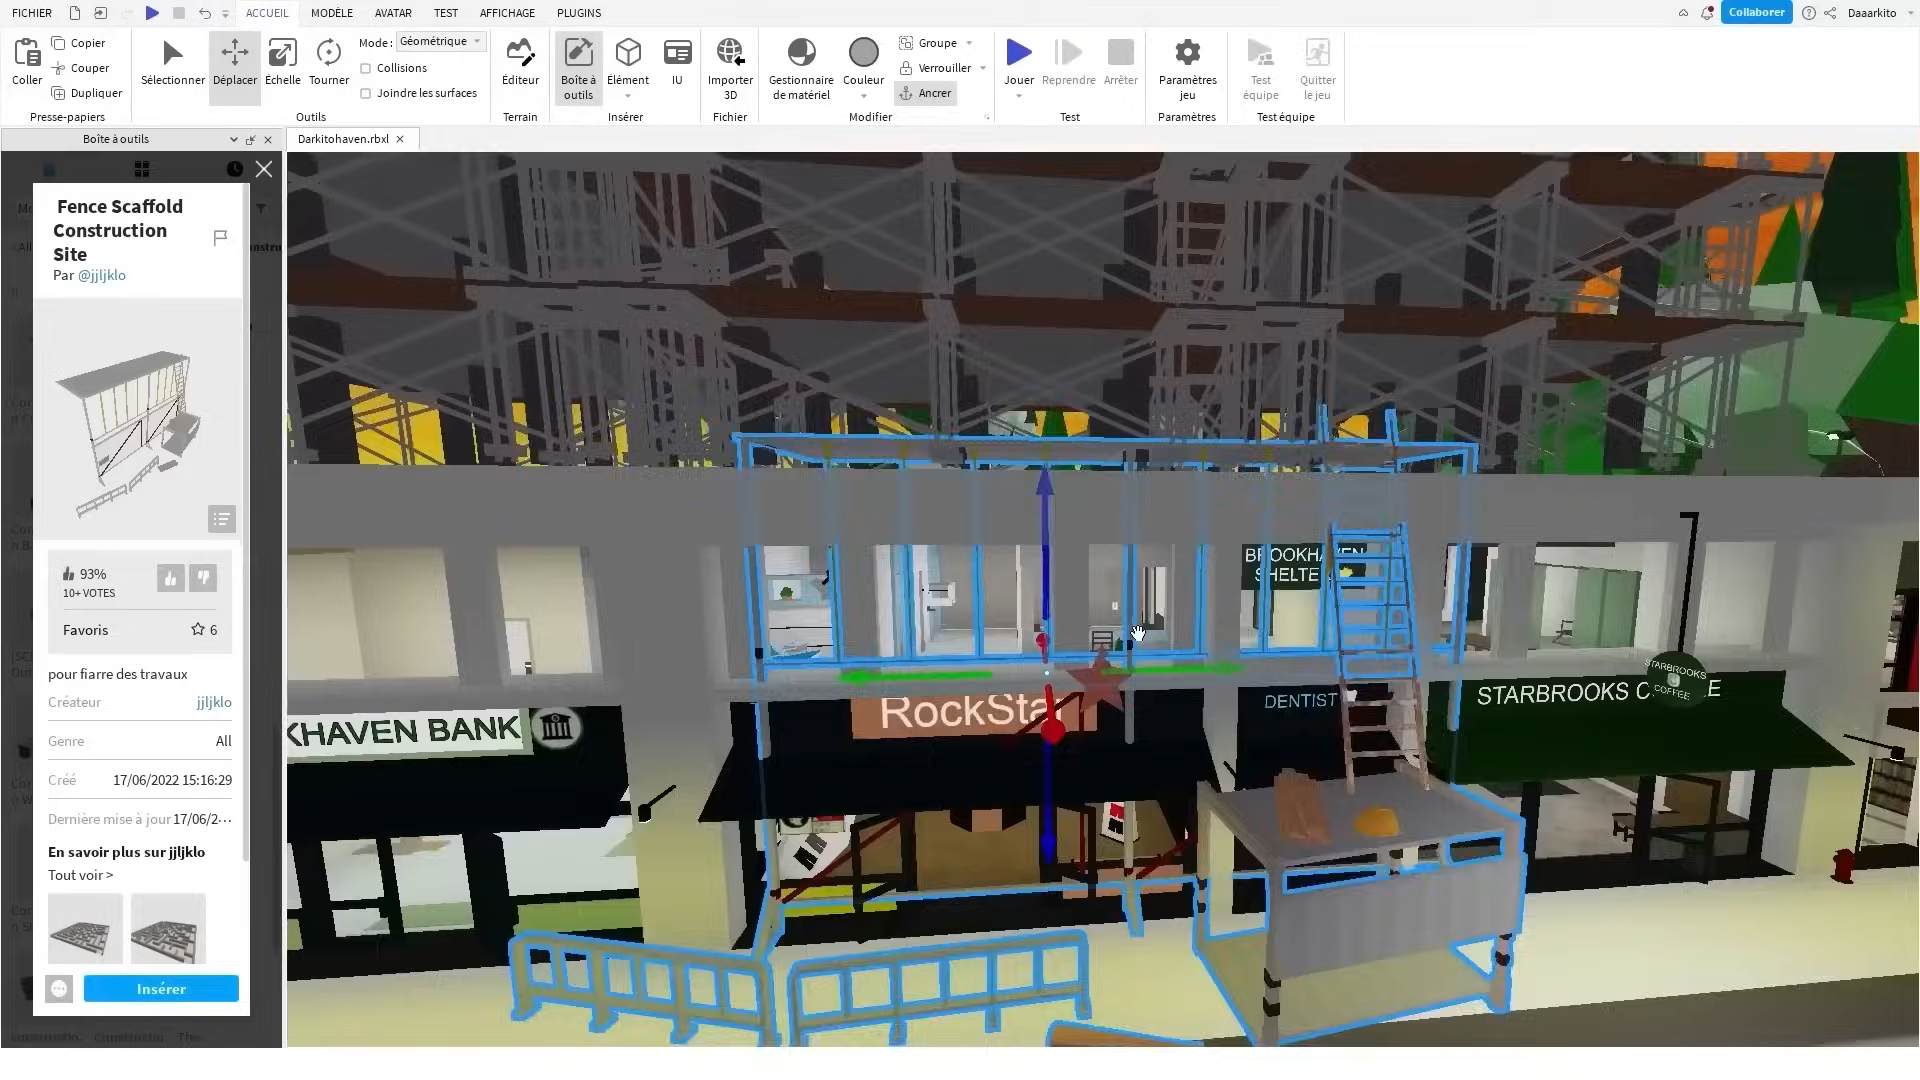 FICHIER
ACCUEIL
MODÈLE
AVATAR
TEST
AFFICHAGE
PLUGINS
Collaborer
Daaarkito
Coller
Copier
Couper
Dupliquer
Presse-papiers
Sélectionner
Déplacer
Échelle
Tourner
Mode :
Géométrique
Collisions
Joindre les surfaces
Outils
Éditeur
Terrain
Boîte à
outils
Élément
IU
Insérer
Importer
3D
Fichier
Gestionnaire
de matériel
Couleur
Groupe
Verrouiller
Ancrer
Modifier
Jouer
Reprendre
Arrêter
Test
Paramètres
jeu
Paramètres
Test
équipe
Quitter
le jeu
Test équipe
Boîte à outils
Darkitohaven.rbxl
Fence Scaffold
Construction
Site
Par @jjljklo
93%
10+ VOTES
Favoris
6
pour fiarre des travaux
Créateur
jjljklo
Genre
All
Créé
17/06/2022 15:16:29
Dernière mise à jour 17/06/2...
En savoir plus sur jjljklo
Tout voir >
Insérer
BROOKHAVEN
SHELTE
KHAVEN BANK
RockSta
DENTIST
STARBROOKS C
E
STARBROOKS
COFFEE